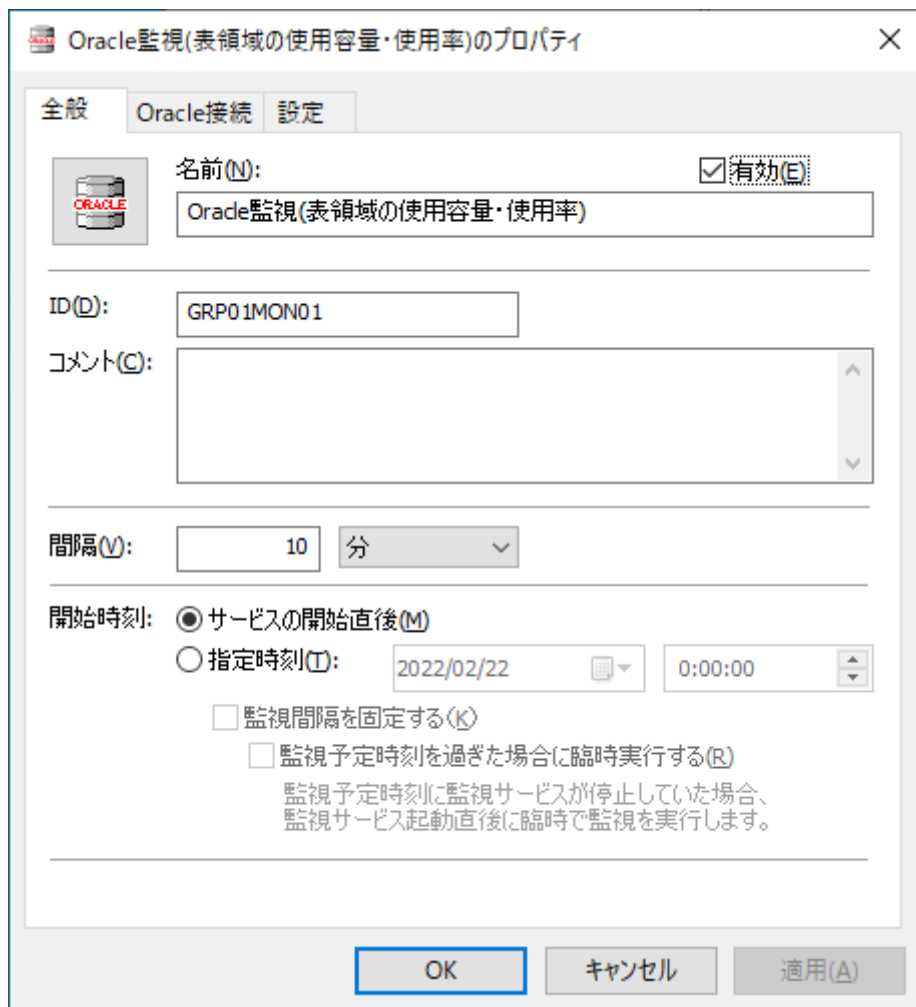 Oracle監視(表領域の使用容量・使用率)のプロパティ
全般 Oracle接続 設定
名前(N): 有効(E)
ORACLE
Oracle監視(表領域の使用容量・使用率)
ID(D): GRP01MON01
コメント(C):
間隔(V): 10 分
開始時刻: サービスの開始直後(M)
指定時刻(T): 2022/02/22 0:00:00
監視間隔を固定する(K)
監視予定時刻を過ぎた場合に臨時実行する(R)
監視予定時刻に監視サービスが停止していた場合、
監視サービス起動直後に臨時で監視を実行します。
OK キャンセル 適用(A)